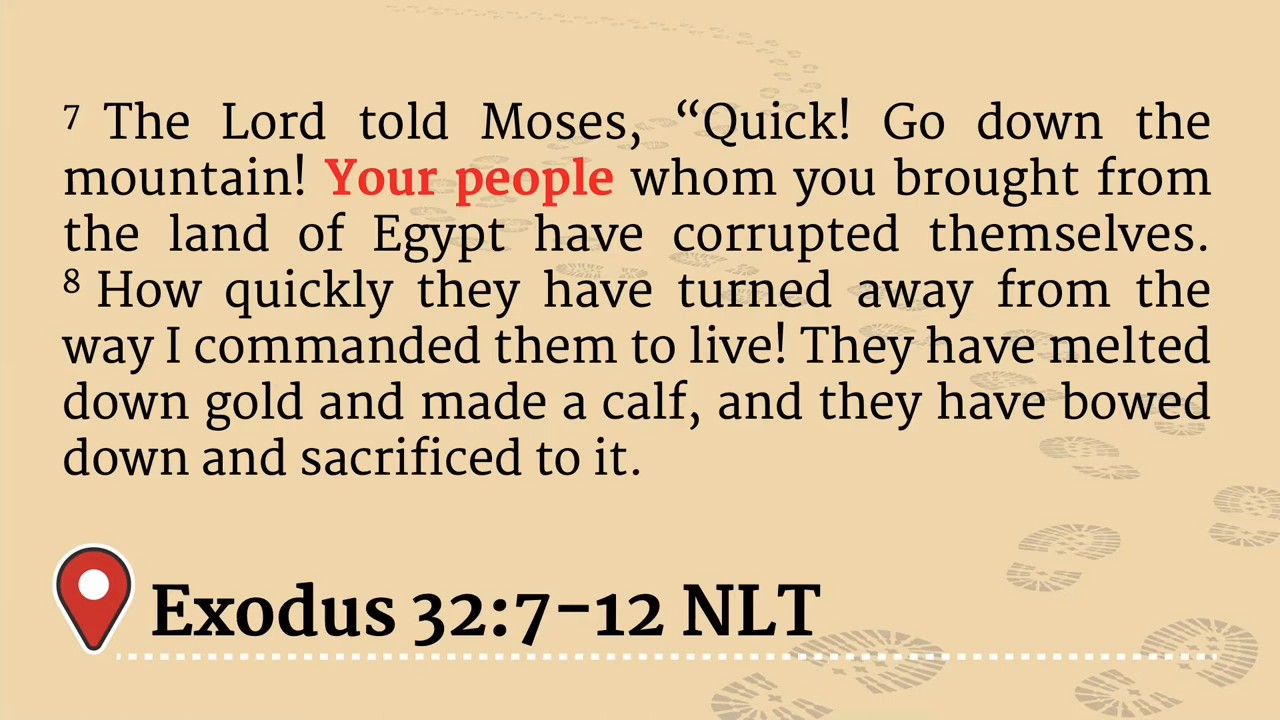 ⁷ The Lord told Moses, “Quick! Go down the
mountain! Your people whom you brought from
the land of Egypt have corrupted themselves.
⁸ How quickly they have turned away from the
way I commanded them to live! They have melted
down gold and made a calf, and they have bowed
down and sacrificed to it.
Exodus 32:7–12 NLT